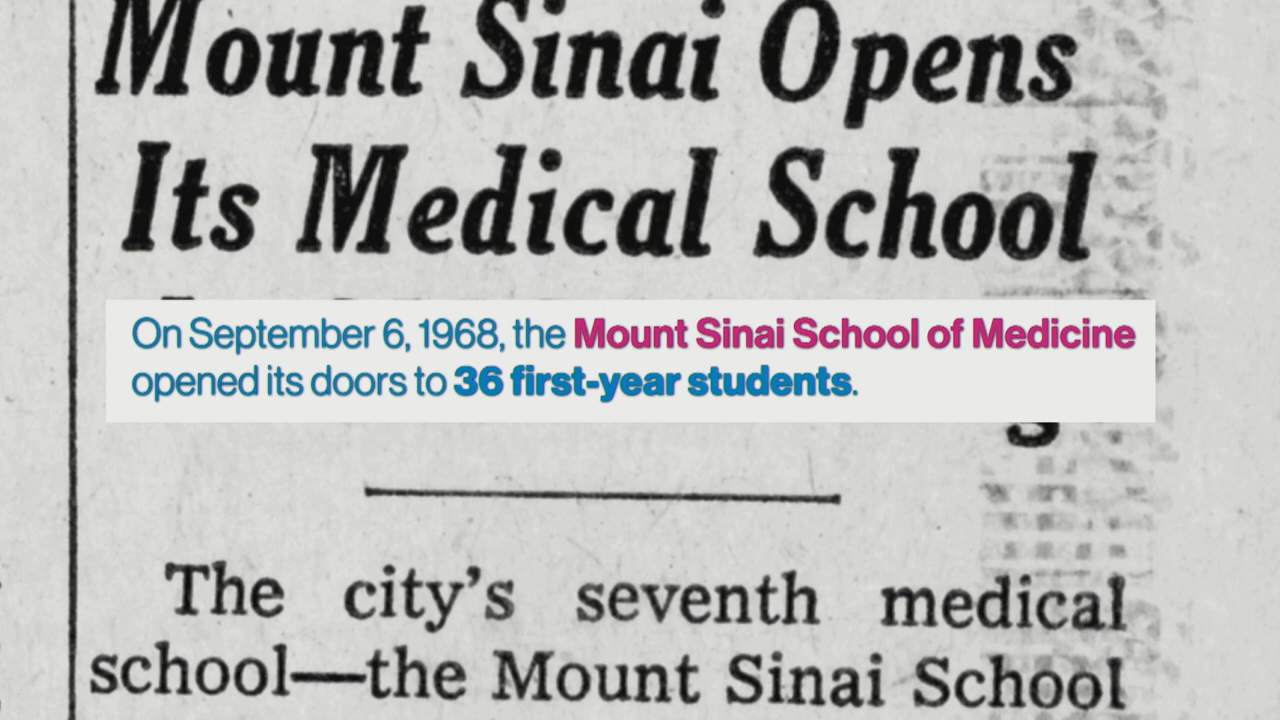 Mount Sinai Opens
Its Medical School
On September 6, 1968, the Mount Sinai School of Medicine
opened its doors to 36 first-year students.
The city's seventh medical
school—the Mount Sinai School